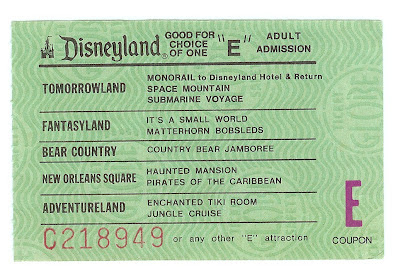 Disneyland® GOOD FOR CHOICE OF ONE "E" ADULT ADMISSION
TOMORROWLAND
MONORAIL to Disneyland Hotel & Return
SPACE MOUNTAIN
SUBMARINE VOYAGE
FANTASYLAND
IT'S A SMALL WORLD
MATTERHORN BOBSLEDS
BEAR COUNTRY COUNTRY BEAR JAMBOREE
NEW ORLEANS SQUARE
HAUNTED MANSION
PIRATES OF THE CARIBBEAN
ADVENTURELAND
ENCHANTED TIKI ROOM
JUNGLE CRUISE
E
C218949 or any other "E" attraction COUPON